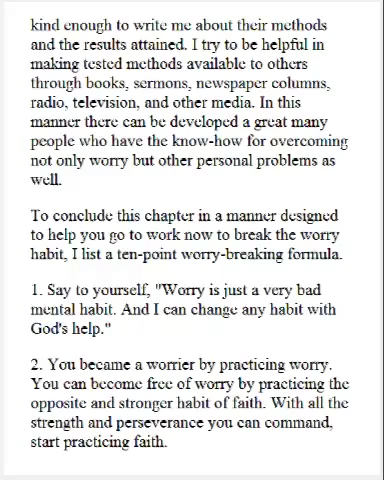 kind enough to write me about their methods
and the results attained. I try to be helpful in
making tested methods available to others
through books, sermons, newspaper columns,
radio, television, and other media. In this
manner there can be developed a great many
people who have the know-how for overcoming
not only worry but other personal problems as
well.
To conclude this chapter in a manner designed
to help you go to work now to break the worry
habit, I list a ten-point worry-breaking formula.
1. Say to yourself, "Worry is just a very bad
mental habit. And I can change any habit with
God's help."
2. You became a worrier by practicing worry.
You can become free of worry by practicing the
opposite and stronger habit of faith. With all the
strength and perseverance you can command,
start practicing faith.